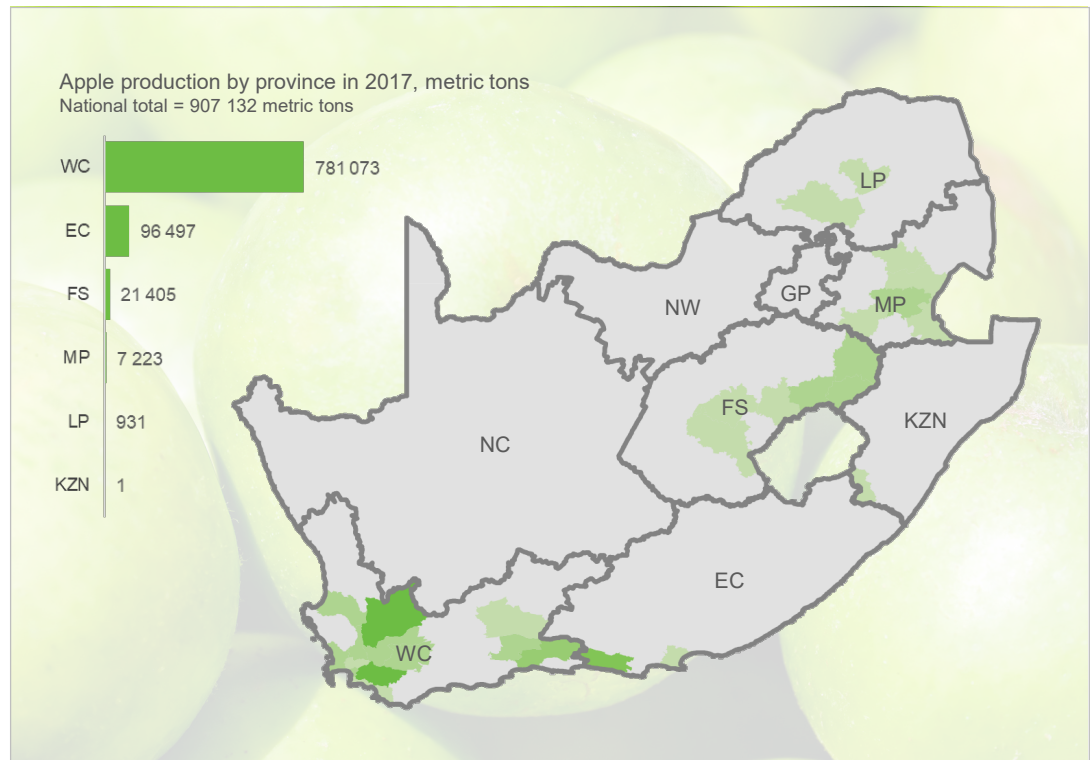 Apple production by province in 2017, metric tons
National total = 907 132 metric tons
WC 781 073
EC 96 497
FS 21 405
MP 7 223
LP 931
KZN 1
LP
NW
GP
MP
FS
KZN
NC
EC
WC